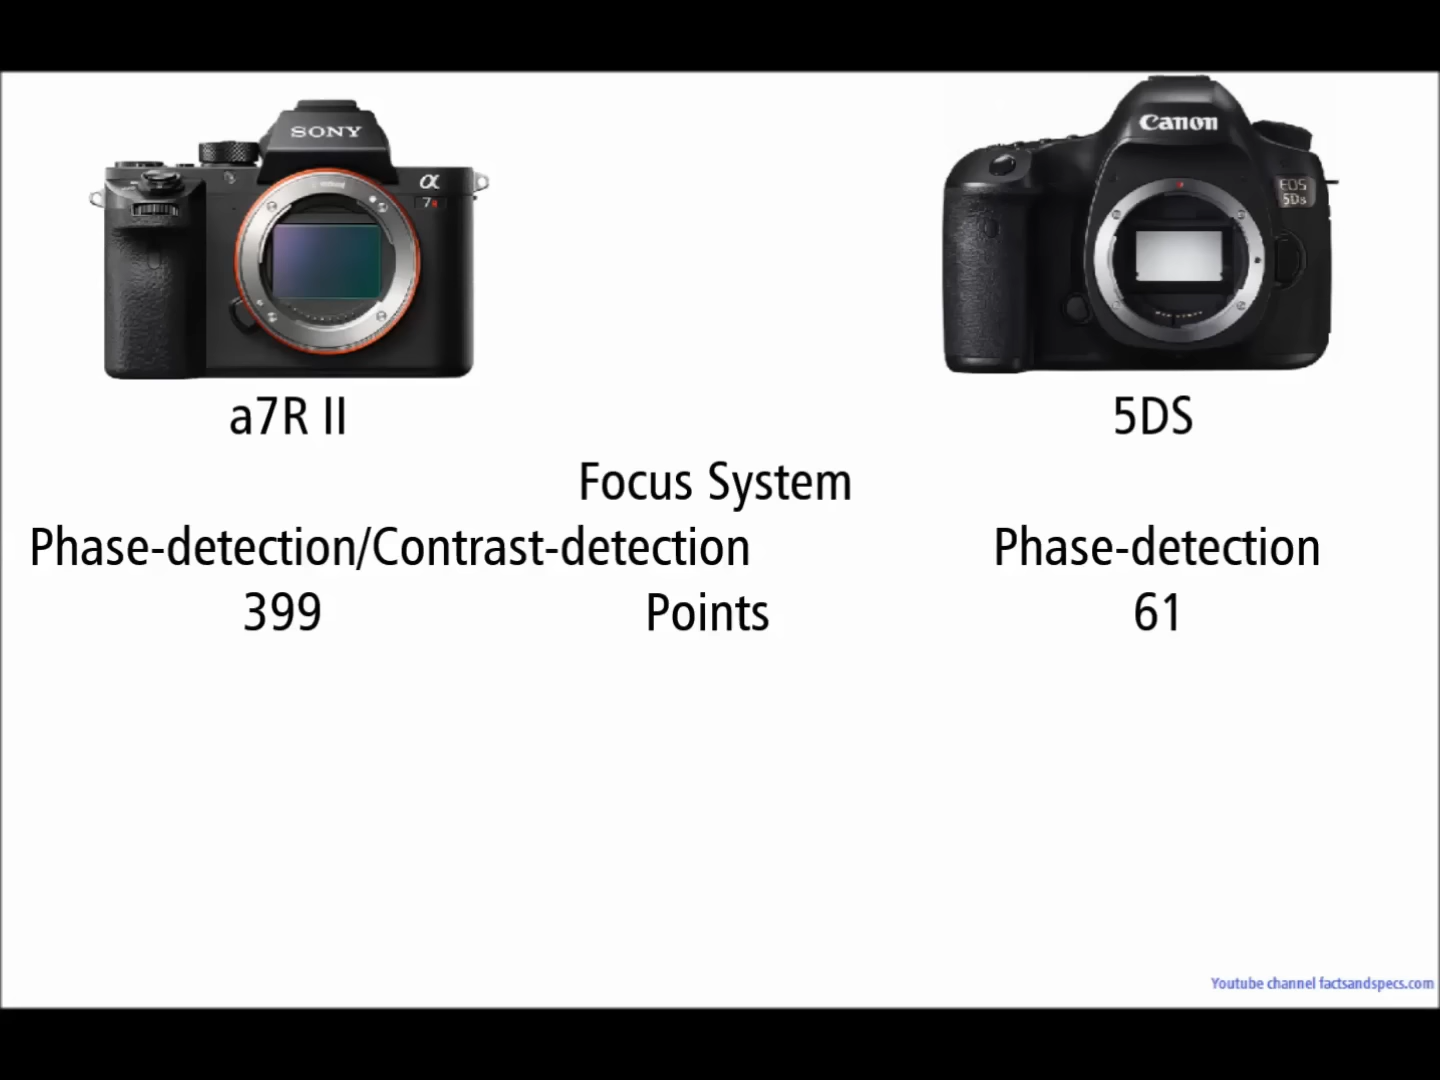 SONY
α
7R
Canon
EOS
5Ds
a7R II
5DS
Focus System
Phase-detection/Contrast-detection
Phase-detection
399
Points
61
Youtube channel factsandspecs.com